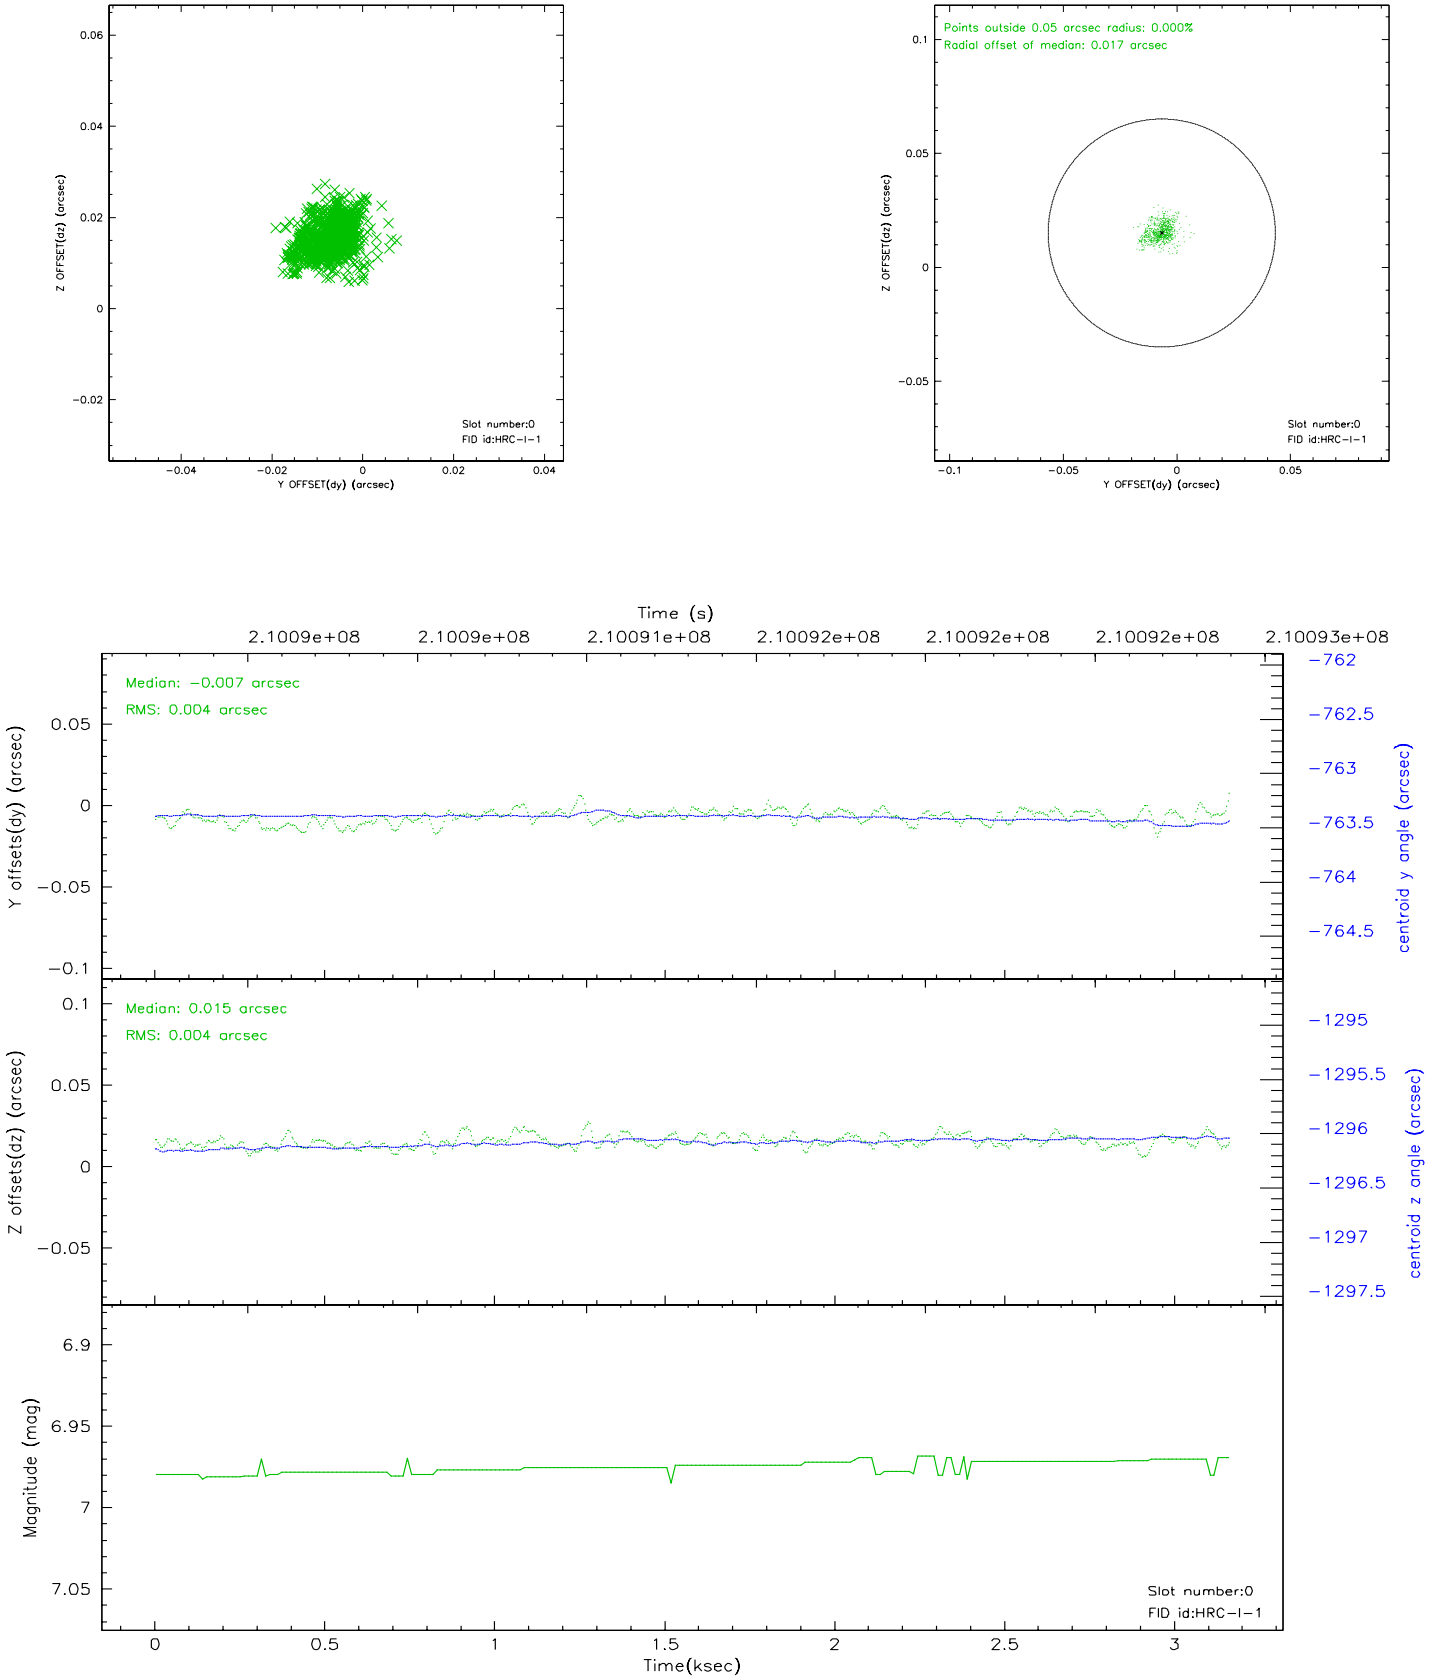 0.06
0.04
0.02
0
-0.02
Z OFFSET(dz) (arcsec)
Slot number:0
FID id:HRC-I-1
-0.04 -0.02 0 0.02 0.04
Y OFFSET(dy) (arcsec)
Points outside 0.05 arcsec radius: 0.000%
Radial offset of median: 0.017 arcsec
0.1
0.05
0
-0.05
Z OFFSET(dz) (arcsec)
Slot number:0
FID id:HRC-I-1
-0.1 -0.05 0 0.05
Y OFFSET(dy) (arcsec)
Time (s)
2.1009e+08 2.1009e+08 2.10091e+08 2.10092e+08 2.10092e+08 2.10092e+08 2.10093e+08
Median: -0.007 arcsec
RMS: 0.004 arcsec
0.05
0
-0.05
-0.1
Y offsets(dy) (arcsec)
-762
-762.5
-763
-763.5
-764
-764.5
centroid y angle (arcsec)
Median: 0.015 arcsec
RMS: 0.004 arcsec
0.1
0.05
0
-0.05
Z offsets(dz) (arcsec)
-1295
-1295.5
-1296
-1296.5
-1297
-1297.5
centroid z angle (arcsec)
6.9
6.95
7
7.05
Magnitude (mag)
Slot number:0
FID id:HRC-I-1
0 0.5 1 1.5 2 2.5 3
Time(ksec)